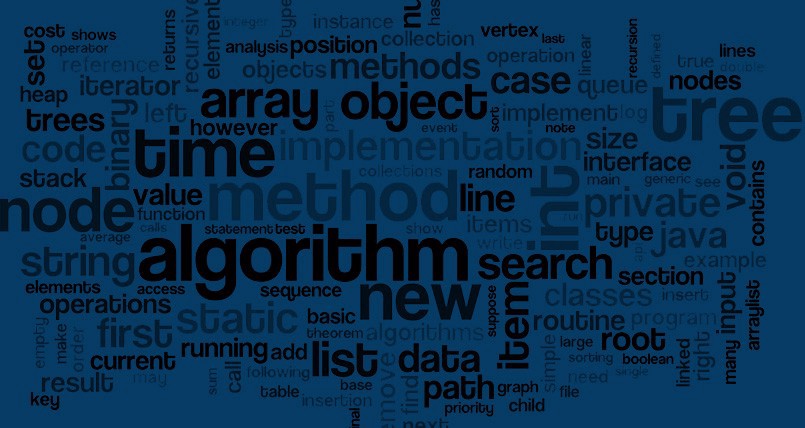 cost shows
operator
set
reference
heap
iterator
returns
recursive
element
integer
type
instance
analysis position collection
objects methods
vertex last
operation
linear
recursion
defined
true
lines
double
nodes
case queue
array object
sort
implement log
tree
trees
left
part
event
note
however
binary
code
time implementation
size
interface
collections
random
main generic see
void
contains
stack
value
method
line
int
private
node
function
calls
statement test
show
items
write
type java
api
average
string
algorithm
search
example
section
elements
access
sequence
new
suppose
item
classes insert
input
arraylist
operations
static
basic
theorem algorithms
routine program
empty
make
order
first
current
running add
list data
large root
sorting boolean
linked
right
many
simple
result may
sum
call
following
table
base
insertion
remove
find
path
graph
priority child
file
need single
key
next